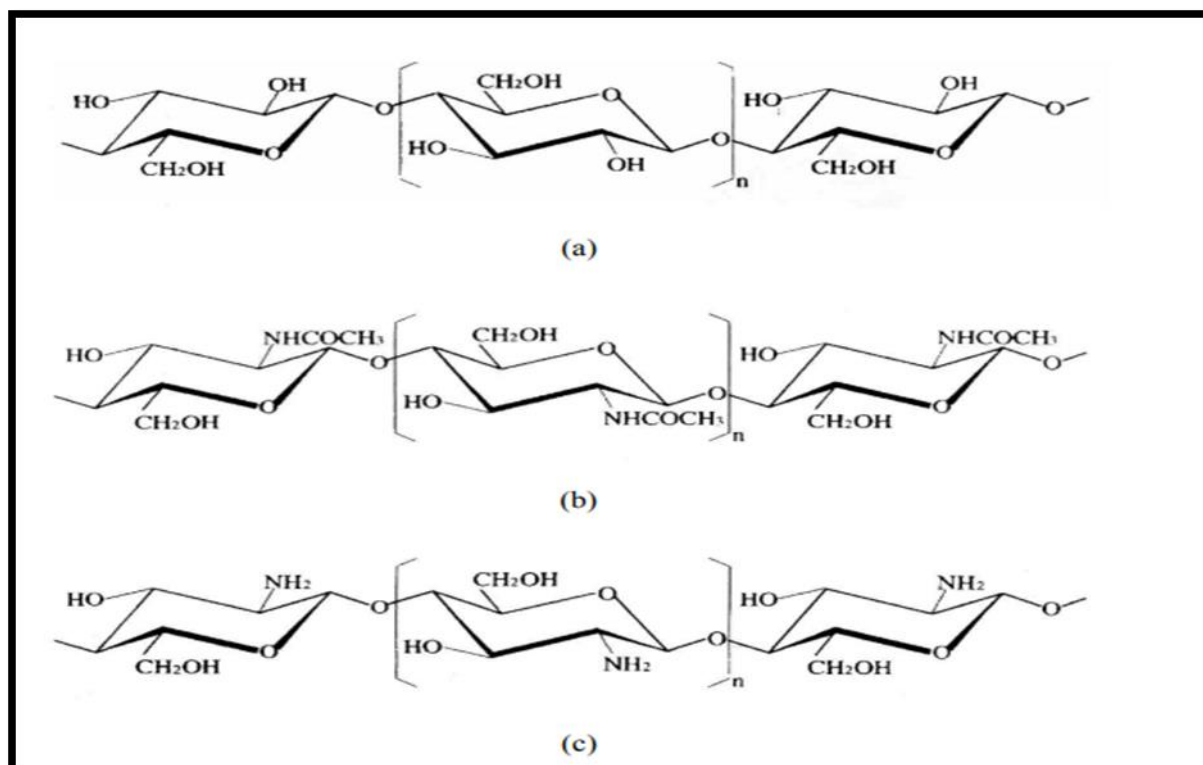 OH CH₂OH OH
HO O O HO O
CH₂OH O HO OH O CH₂OH O
n
(a)
NHCOCH₃ CH₂OH NHCOCH₃
HO O O HO O
CH₂OH O HO NHCOCH₃ O CH₂OH O
n
(b)
NH₂ CH₂OH NH₂
HO O O HO O
CH₂OH O HO NH₂ O CH₂OH O
n
(c)